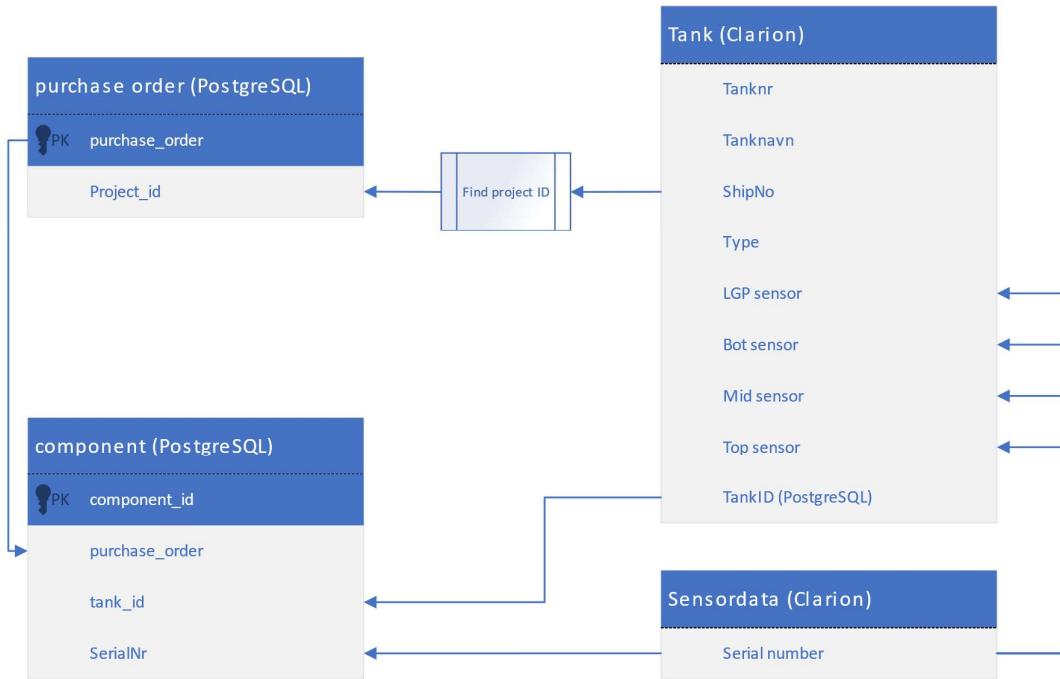 purchase order (PostgreSQL)
PK purchase_order
Project_id
Find project ID
Tank (Clarion)
Tanknr
Tanknavn
ShipNo
Type
LGP sensor
Bot sensor
Mid sensor
Top sensor
TankID (PostgreSQL)
component (PostgreSQL)
PK component_id
purchase_order
tank_id
SerialNr
Sensordata (Clarion)
Serial number